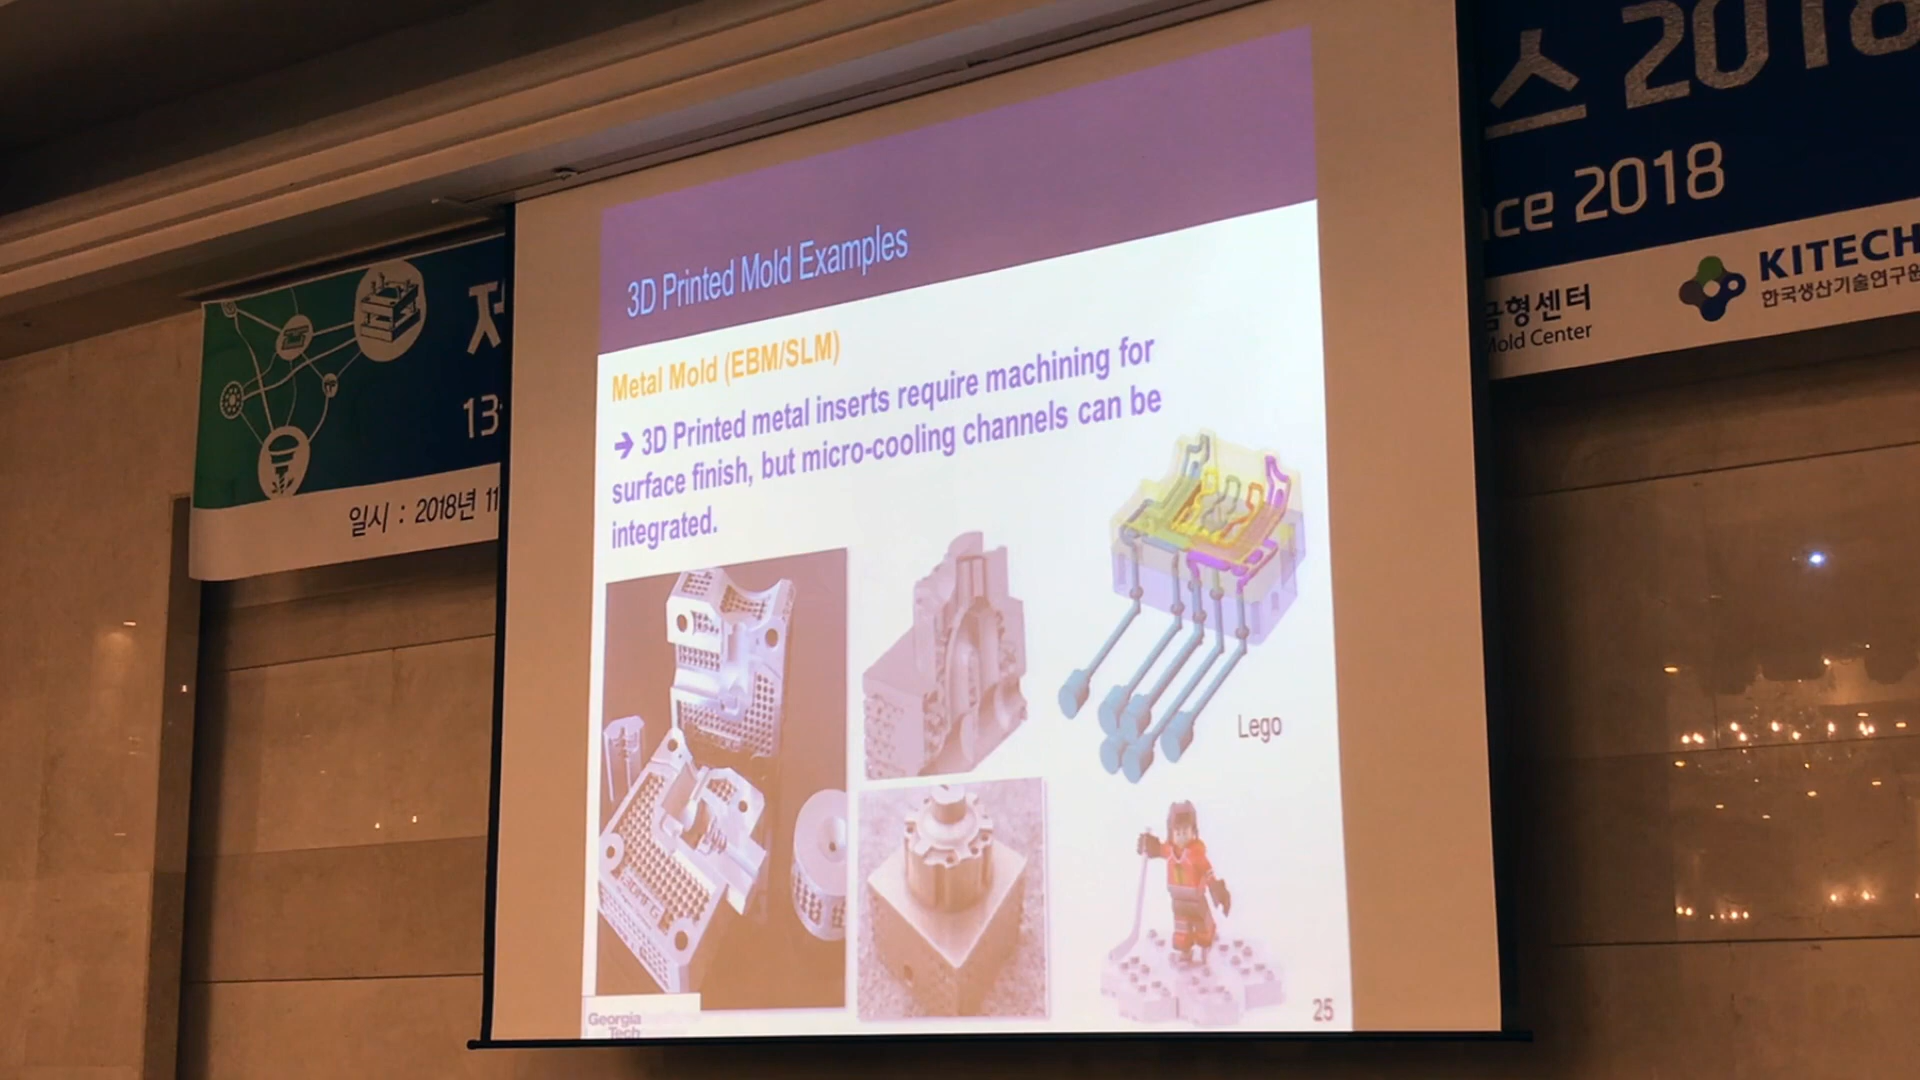 스 2018
nce 2018
금형센터
Mold Center
KITECH
한국생산기술연구원
13
일시 : 2018년 11
3D Printed Mold Examples
Metal Mold (EBM/SLM)
➔ 3D Printed metal inserts require machining for
surface finish, but micro-cooling channels can be
integrated.
Lego
Georgia
Tech
25